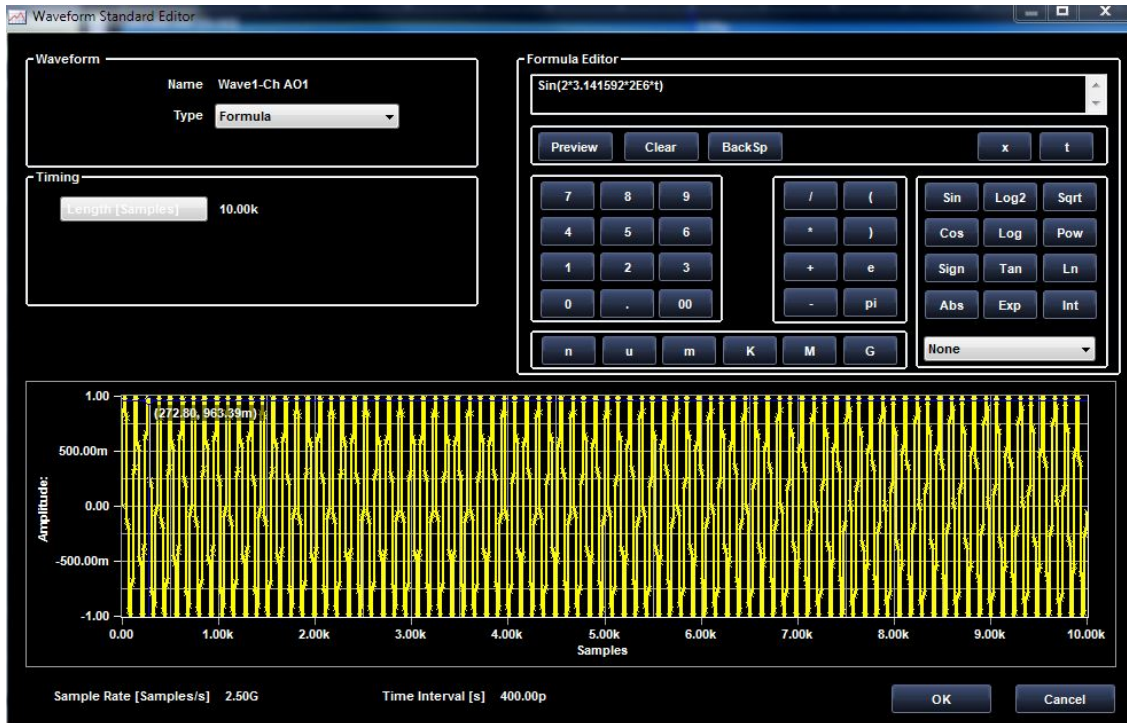 Waveform Standard Editor
X
Waveform
Name Wave1-Ch AO1
Type Formula
Timing
Length [Samples] 10.00k
Formula Editor
Sin(2*3.141592*2E6*t)
Preview Clear BackSp x t
7 8 9 / ( Sin Log2 Sqrt
4 5 6 * ) Cos Log Pow
1 2 3 + e Sign Tan Ln
0 . 00 - pi Abs Exp Int
n u m K M G None
1.00
(272.80, 963.39m)
500.00m
0.00
-500.00m
-1.00
Amplitude:
0.00 1.00k 2.00k 3.00k 4.00k 5.00k 6.00k 7.00k 8.00k 9.00k 10.00k
Samples
Sample Rate [Samples/s] 2.50G Time Interval [s] 400.00p OK Cancel